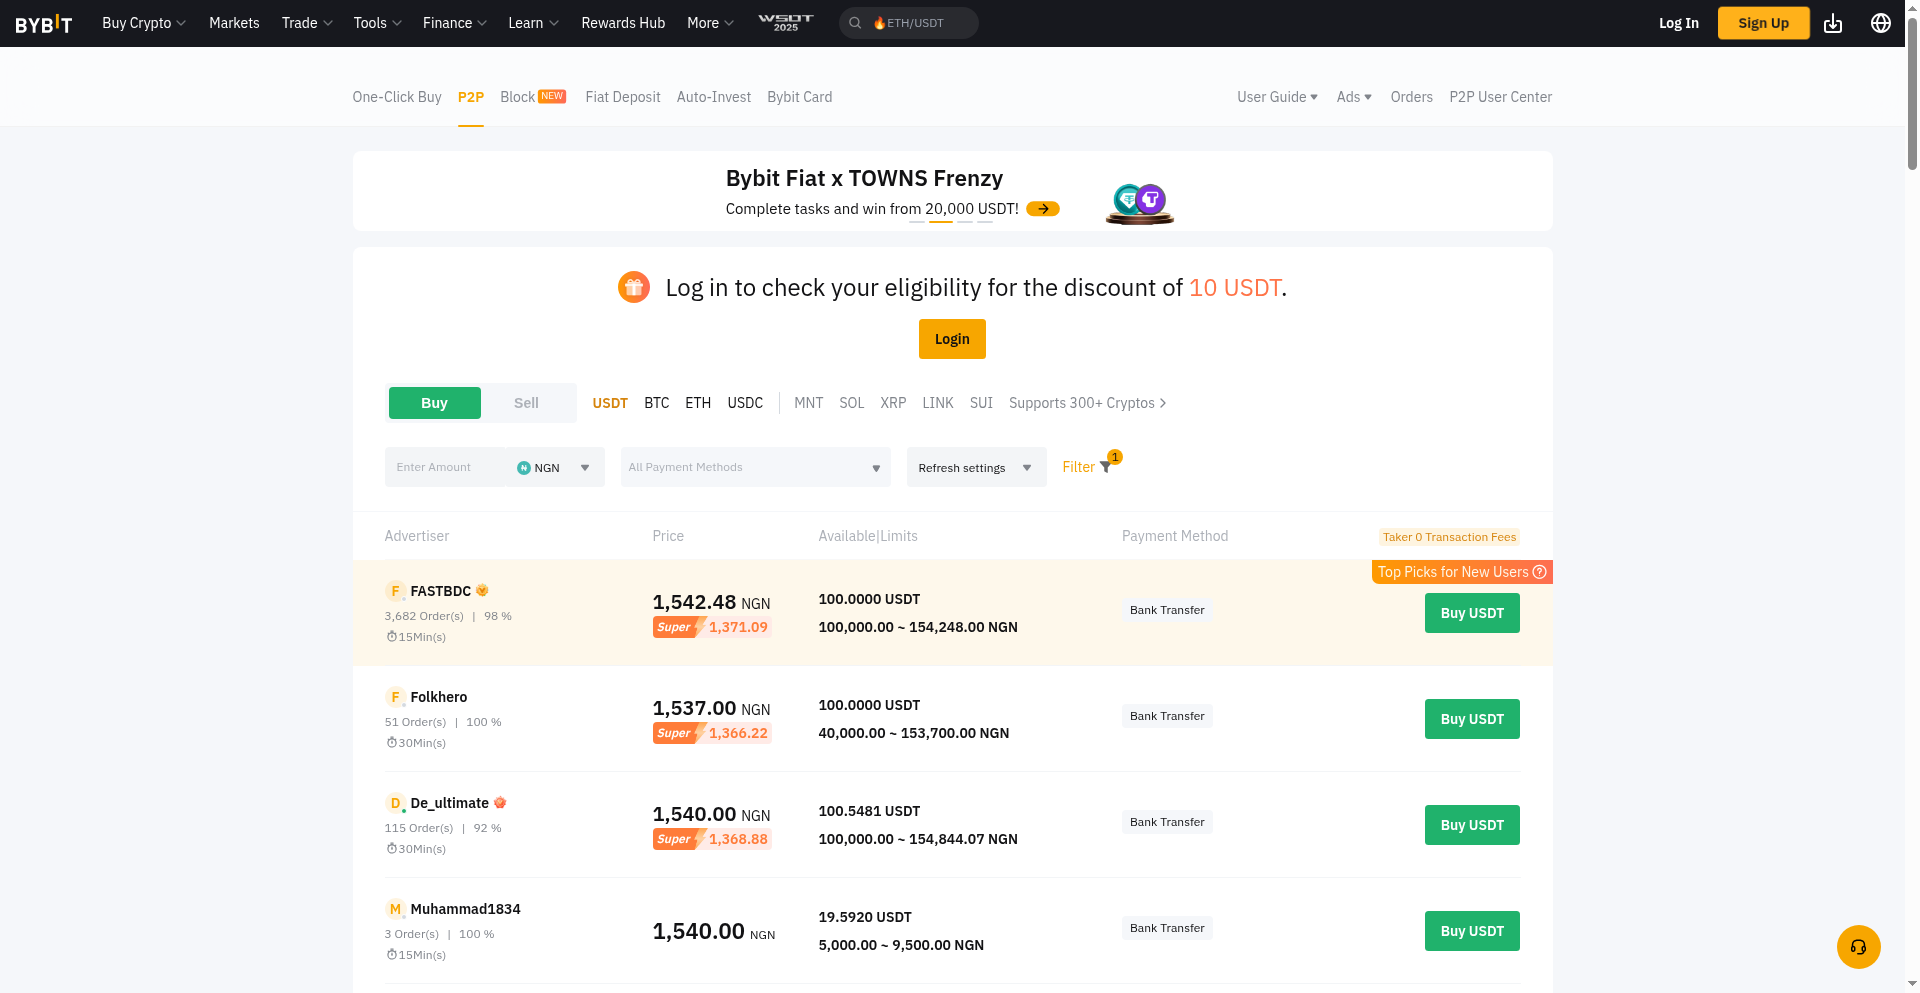 BYBIT Buy Crypto Markets Trade Tools Finance Learn Rewards Hub More WSOT 2025 ETH/USDT Log In Sign Up
One-Click Buy P2P Block NEW Fiat Deposit Auto-Invest Bybit Card User Guide Ads Orders P2P User Center
Bybit Fiat x TOWNS Frenzy
Complete tasks and win from 20,000 USDT!
Log in to check your eligibility for the discount of 10 USDT.
Login
Buy Sell USDT BTC ETH USDC MNT SOL XRP LINK SUI Supports 300+ Cryptos
Enter Amount NGN All Payment Methods Refresh settings Filter 1
Advertiser Price Available|Limits Payment Method Taker 0 Transaction Fees
Top Picks for New Users
F FASTBDC
3,682 Order(s) | 98 %
15Min(s)
1,542.48 NGN
Super 1,371.09
100.0000 USDT
100,000.00 ~ 154,248.00 NGN
Bank Transfer
Buy USDT
F Folkhero
51 Order(s) | 100 %
30Min(s)
1,537.00 NGN
Super 1,366.22
100.0000 USDT
40,000.00 ~ 153,700.00 NGN
Bank Transfer
Buy USDT
D De_ultimate
115 Order(s) | 92 %
30Min(s)
1,540.00 NGN
Super 1,368.88
100.5481 USDT
100,000.00 ~ 154,844.07 NGN
Bank Transfer
Buy USDT
M Muhammad1834
3 Order(s) | 100 %
15Min(s)
1,540.00 NGN
19.5920 USDT
5,000.00 ~ 9,500.00 NGN
Bank Transfer
Buy USDT